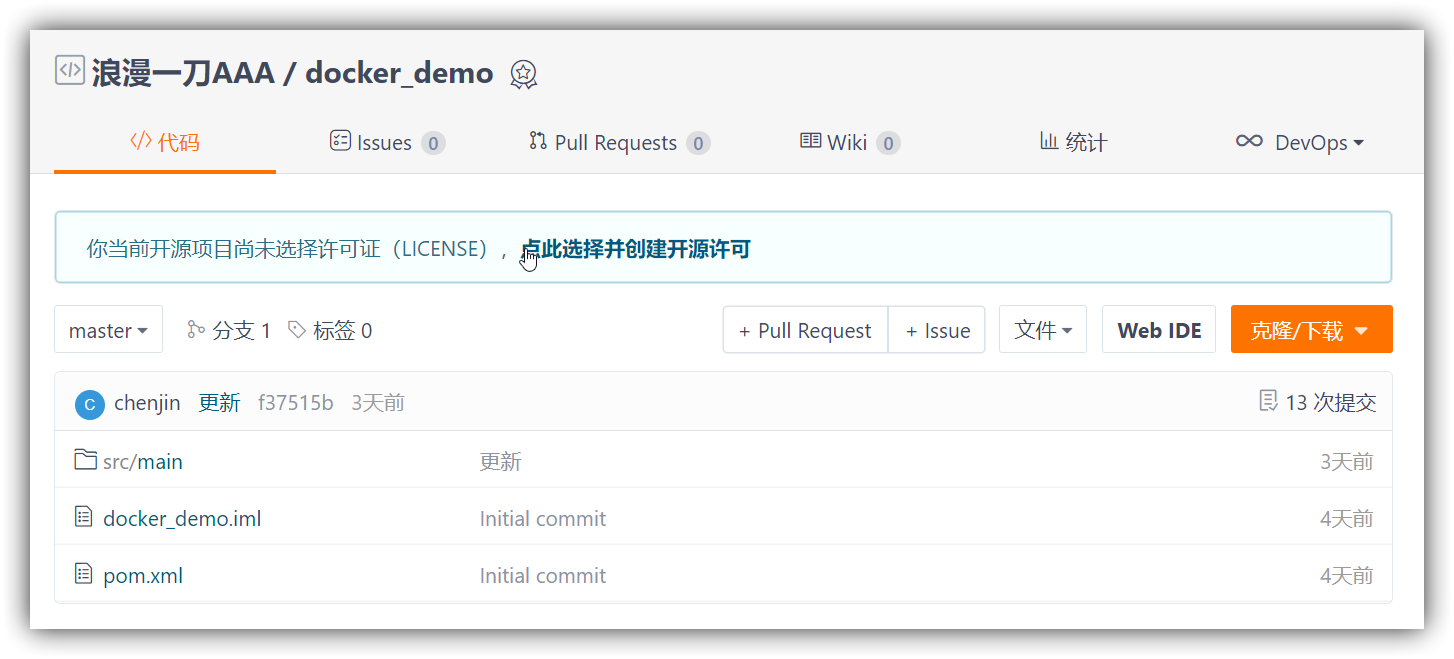 浪漫一刀AAA / docker_demo
代码 Issues 0 Pull Requests 0 Wiki 0 统计 DevOps
你当前开源项目尚未选择许可证（LICENSE），点此选择并创建开源许可
master 分支 1 标签 0 + Pull Request + Issue 文件 Web IDE 克隆/下载
C chenjin 更新 f37515b 3天前 13 次提交
src/main 更新 3天前
docker_demo.iml Initial commit 4天前
pom.xml Initial commit 4天前